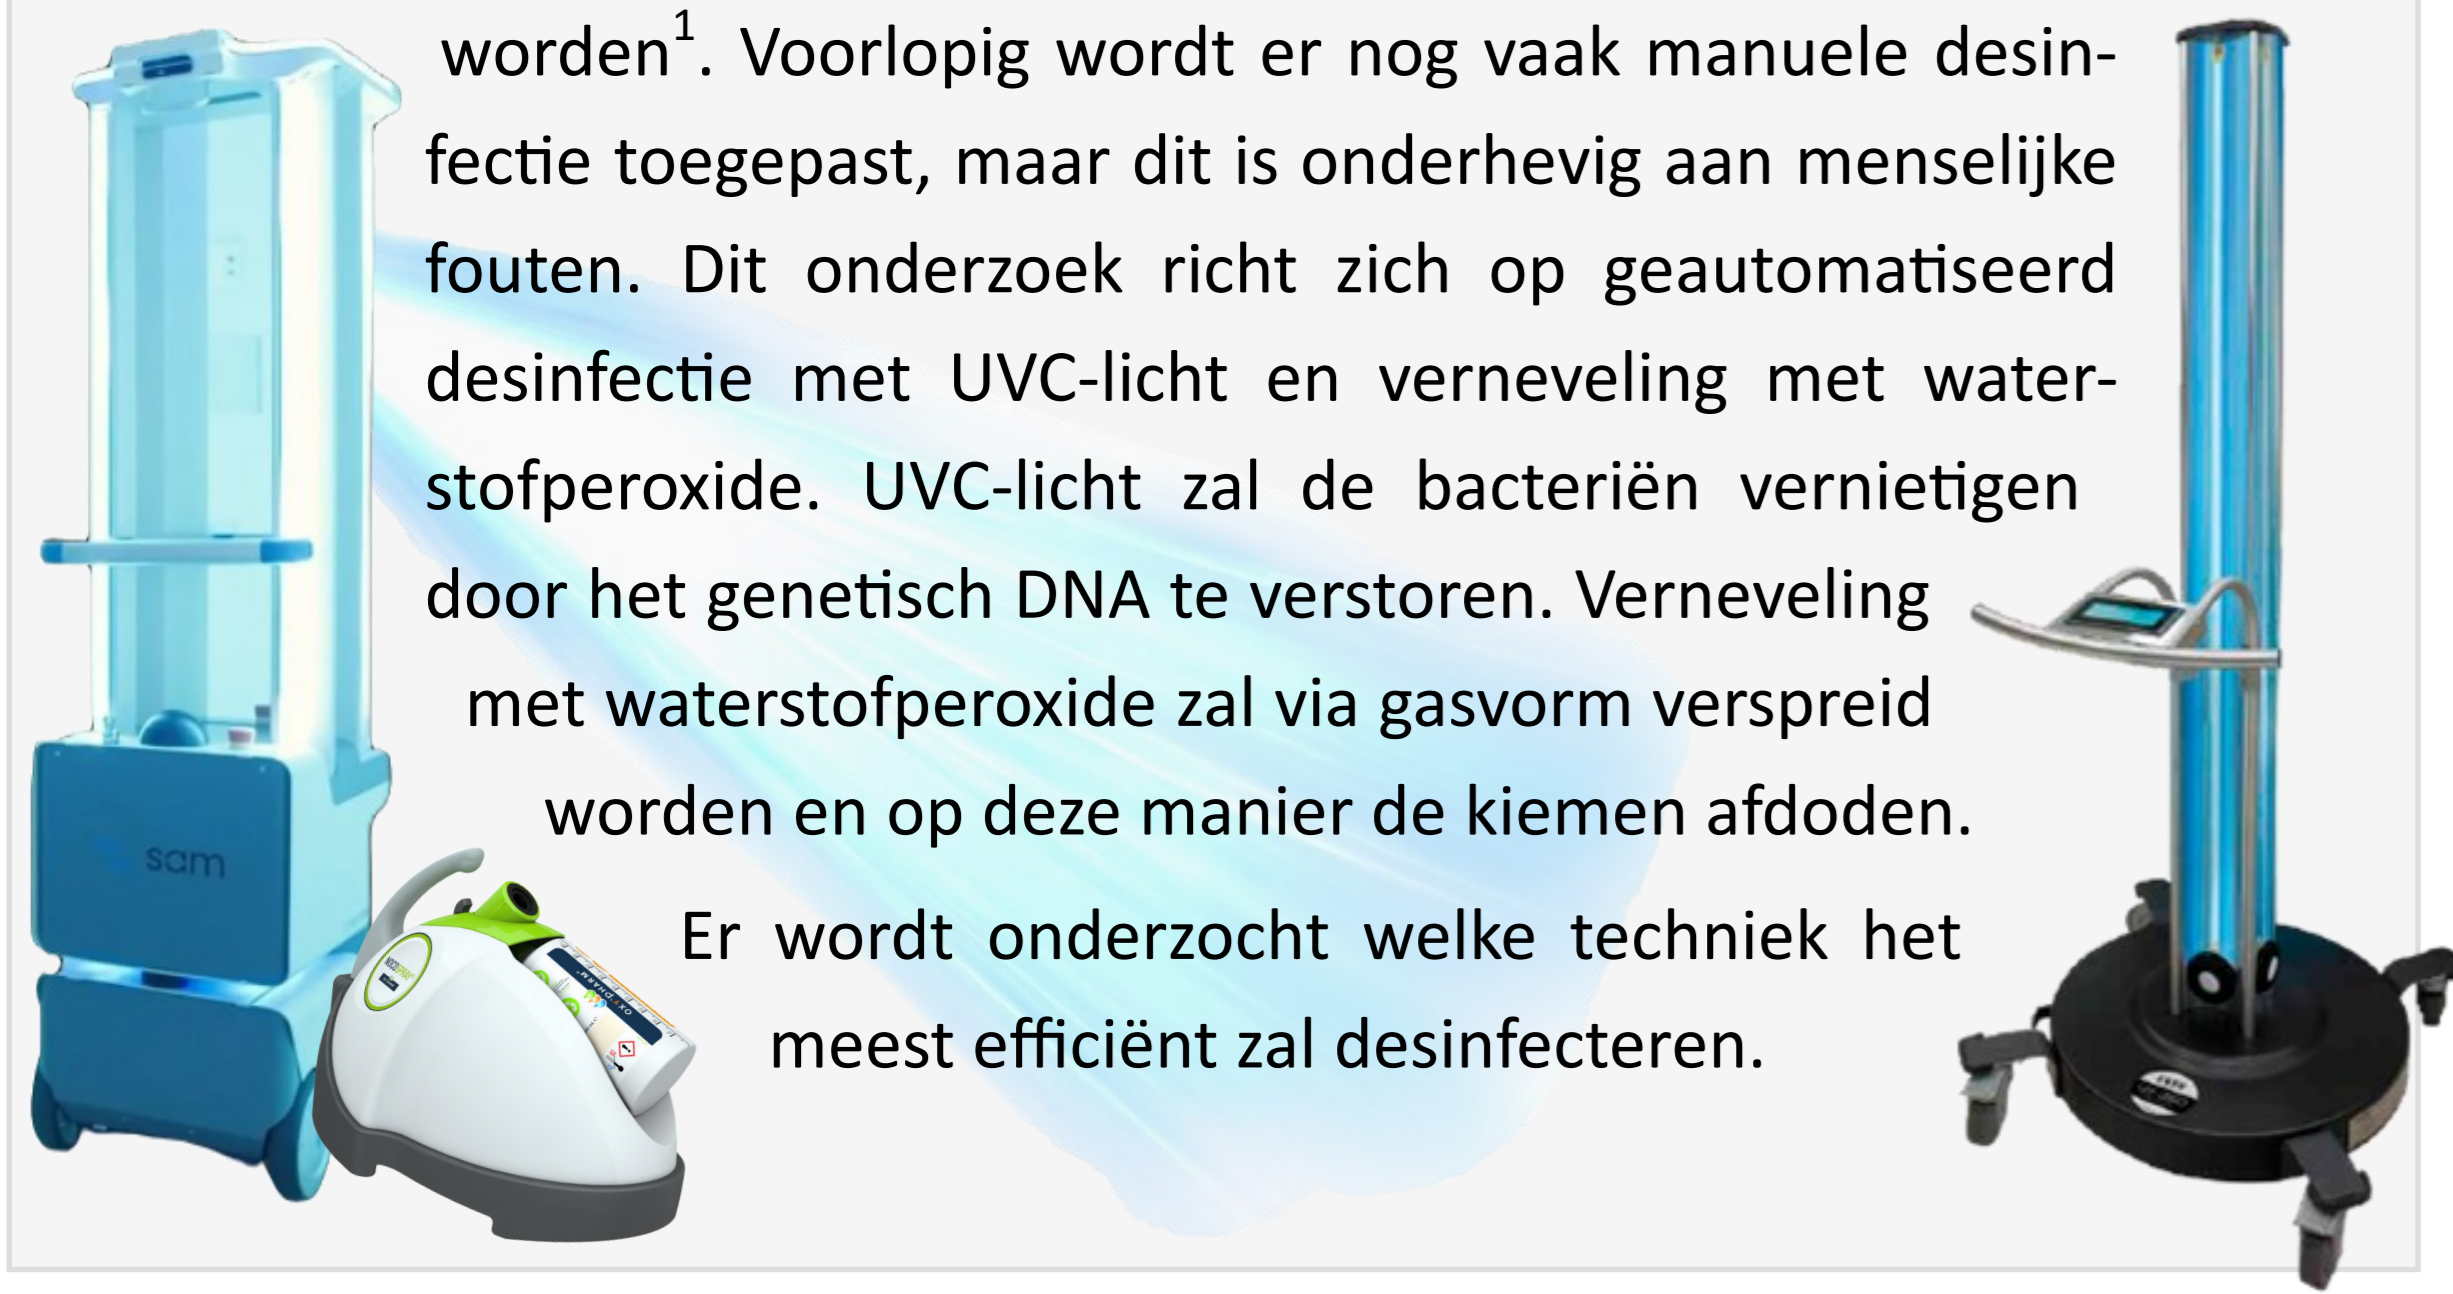 worden¹. Voorlopig wordt er nog vaak manuele desin-
fectie toegepast, maar dit is onderhevig aan menselijke
fouten. Dit onderzoek richt zich op geautomatiseerd
desinfectie met UVC-licht en verneveling met water-
stofperoxide. UVC-licht zal de bacteriën vernietigen
door het genetisch DNA te verstoren. Verneveling
met waterstofperoxide zal via gasvorm verspreid
worden en op deze manier de kiemen afdoden.
Er wordt onderzocht welke techniek het
meest efficiënt zal desinfecteren.
sam
NOCOSPRAY
OXY'PHARM